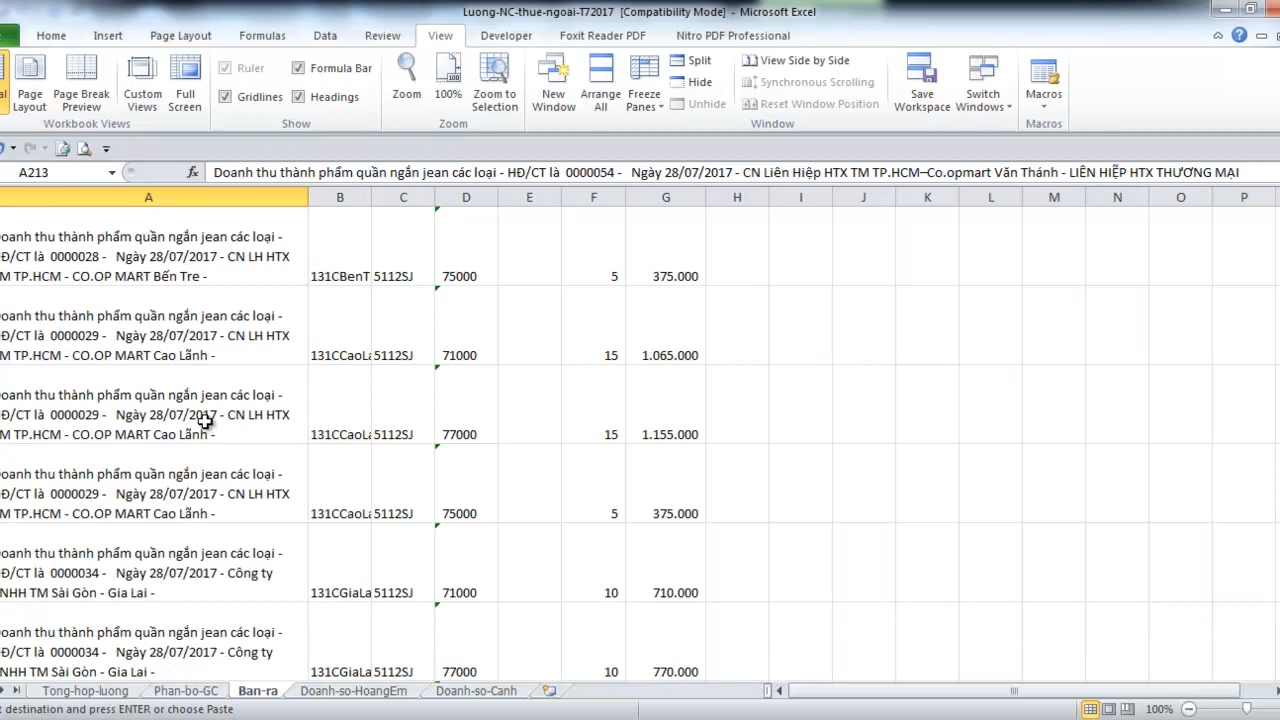 Luong-NC-thue-ngoai-T72017 [Compatibility Mode] - Microsoft Excel
Home Insert Page Layout Formulas Data Review View Developer Foxit Reader PDF Nitro PDF Professional
Page Layout
Page Break Preview
Custom Views
Full Screen
Workbook Views
Ruler
Formula Bar
Gridlines
Headings
Show
Zoom
100%
Zoom to Selection
Zoom
New Window
Arrange All
Freeze Panes
Split
Hide
Unhide
View Side by Side
Synchronous Scrolling
Reset Window Position
Window
Save Workspace
Switch Windows
Macros
Macros
A213
fx
Doanh thu thành phẩm quần ngắn jean các loại - HĐ/CT là 0000054 - Ngày 28/07/2017 - CN Liên Hiệp HTX TM TP.HCM–Co.opmart Văn Thánh - LIÊN HIỆP HTX THƯƠNG MẠI
A B C D E F G H I J K L M N O P
oanh thu thành phẩm quần ngắn jean các loại -
Đ/CT là 0000028 - Ngày 28/07/2017 - CN LH HTX
M TP.HCM - CO.OP MART Bến Tre - 131CBenT 5112SJ 75000 5 375.000
oanh thu thành phẩm quần ngắn jean các loại -
Đ/CT là 0000029 - Ngày 28/07/2017 - CN LH HTX
M TP.HCM - CO.OP MART Cao Lãnh - 131CCaoLa 5112SJ 71000 15 1.065.000
oanh thu thành phẩm quần ngắn jean các loại -
Đ/CT là 0000029 - Ngày 28/07/2017 - CN LH HTX
M TP.HCM - CO.OP MART Cao Lãnh - 131CCaoLa 5112SJ 77000 15 1.155.000
oanh thu thành phẩm quần ngắn jean các loại -
Đ/CT là 0000029 - Ngày 28/07/2017 - CN LH HTX
M TP.HCM - CO.OP MART Cao Lãnh - 131CCaoLa 5112SJ 75000 5 375.000
oanh thu thành phẩm quần ngắn jean các loại -
Đ/CT là 0000034 - Ngày 28/07/2017 - Công ty
NHH TM Sài Gòn - Gia Lai - 131CGiaLa 5112SJ 71000 10 710.000
oanh thu thành phẩm quần ngắn jean các loại -
Đ/CT là 0000034 - Ngày 28/07/2017 - Công ty
NHH TM Sài Gòn - Gia Lai - 131CGiaLa 5112SJ 77000 10 770.000
Tong-hop-luong Phan-bo-GC Ban-ra Doanh-so-HoangEm Doanh-so-Canh
t destination and press ENTER or choose Paste 100%